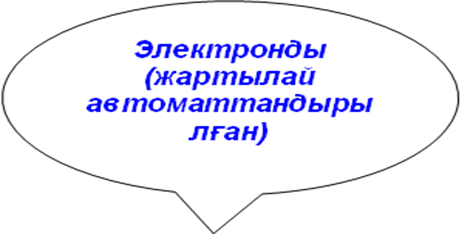 Электронды
(жартылай
автоматтандыры
лған)